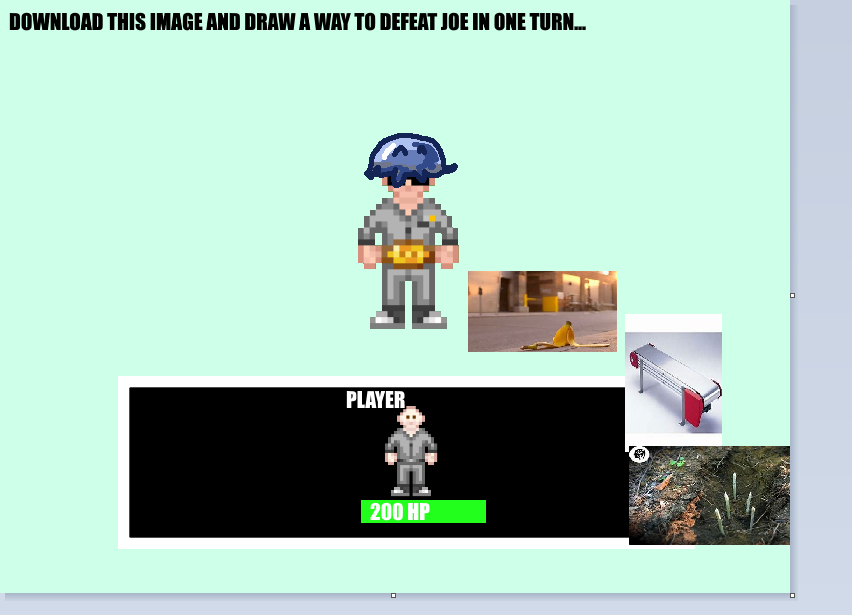 DOWNLOAD THIS IMAGE AND DRAW A WAY TO DEFEAT JOE IN ONE TURN...
PLAYER
200 HP